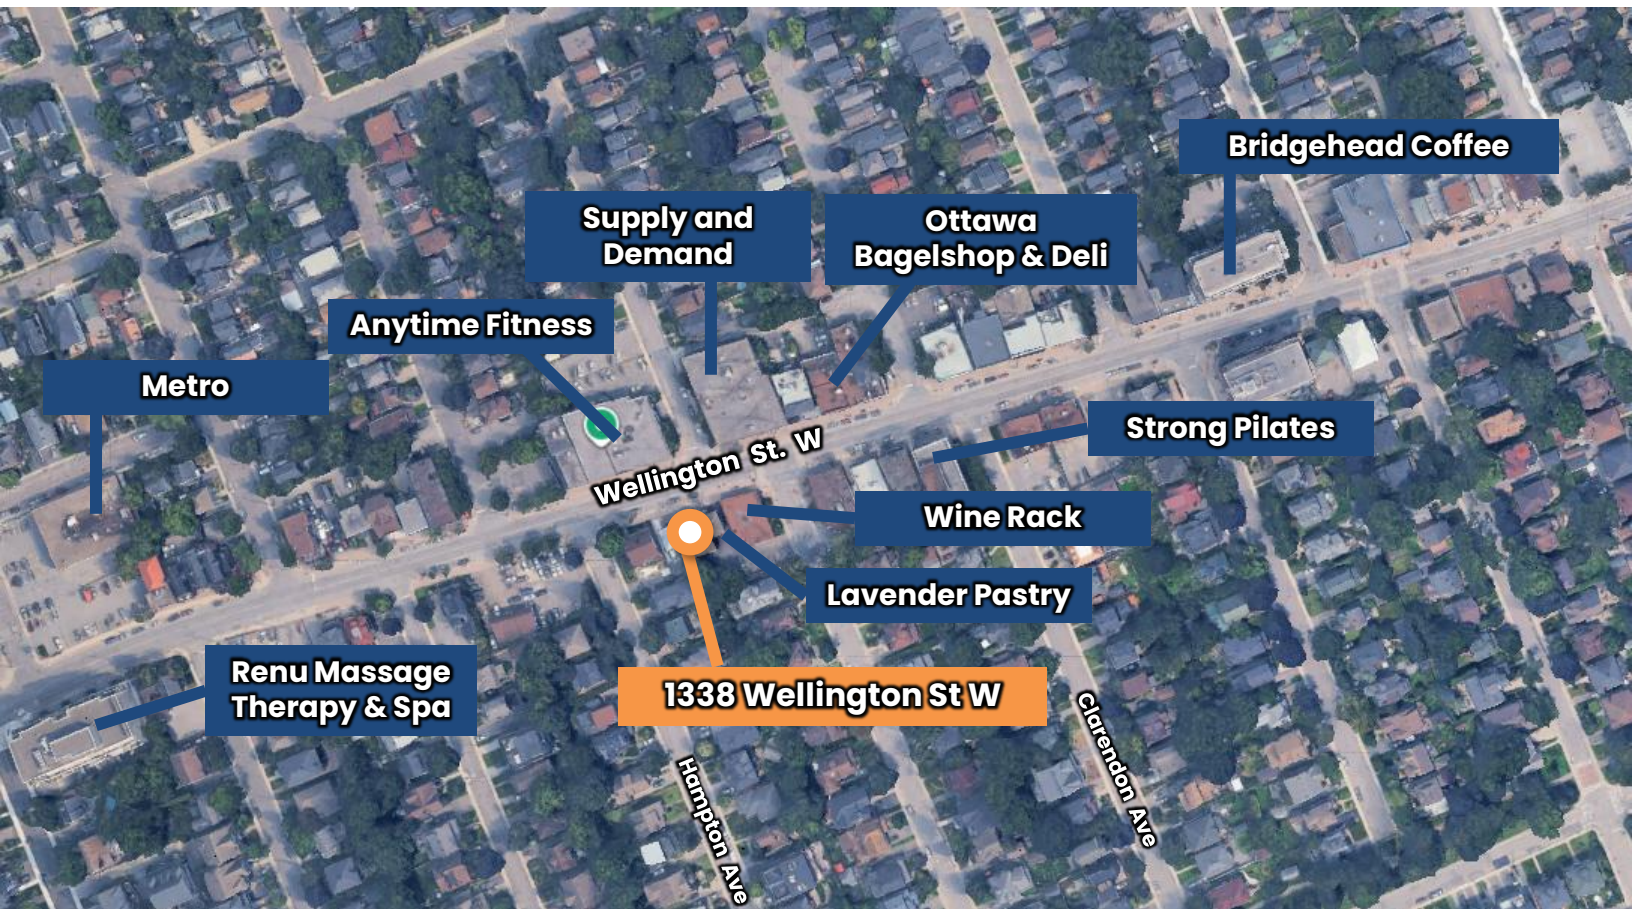 Bridgehead Coffee
Supply and
Demand
Ottawa
Bagelshop & Deli
Anytime Fitness
Metro
Wellington St. W
Strong Pilates
Wine Rack
Lavender Pastry
Renu Massage
Therapy & Spa
1338 Wellington St W
Clarendon Ave
Hampton Ave